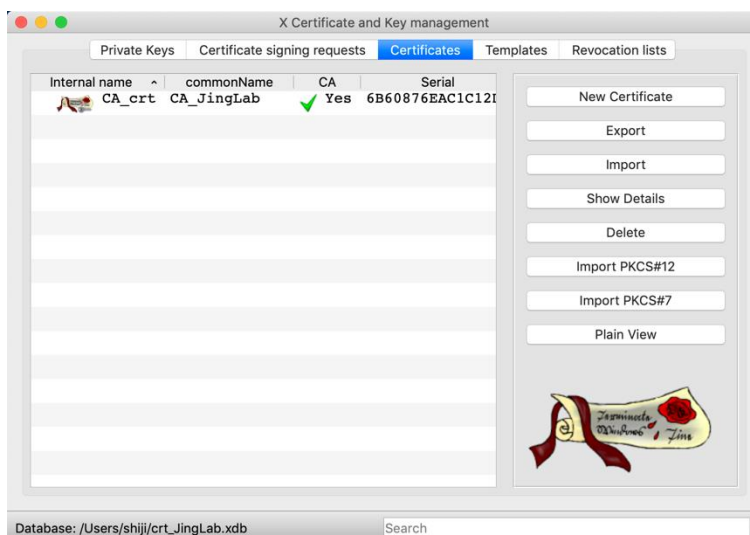 X Certificate and Key management
Private Keys Certificate signing requests Certificates Templates Revocation lists
Internal name commonName CA Serial
CA_crt CA_JingLab Yes 6B60876EAC1C12
New Certificate
Export
Import
Show Details
Delete
Import PKCS#12
Import PKCS#7
Plain View
Database: /Users/shiji/crt_JingLab.xdb
Search